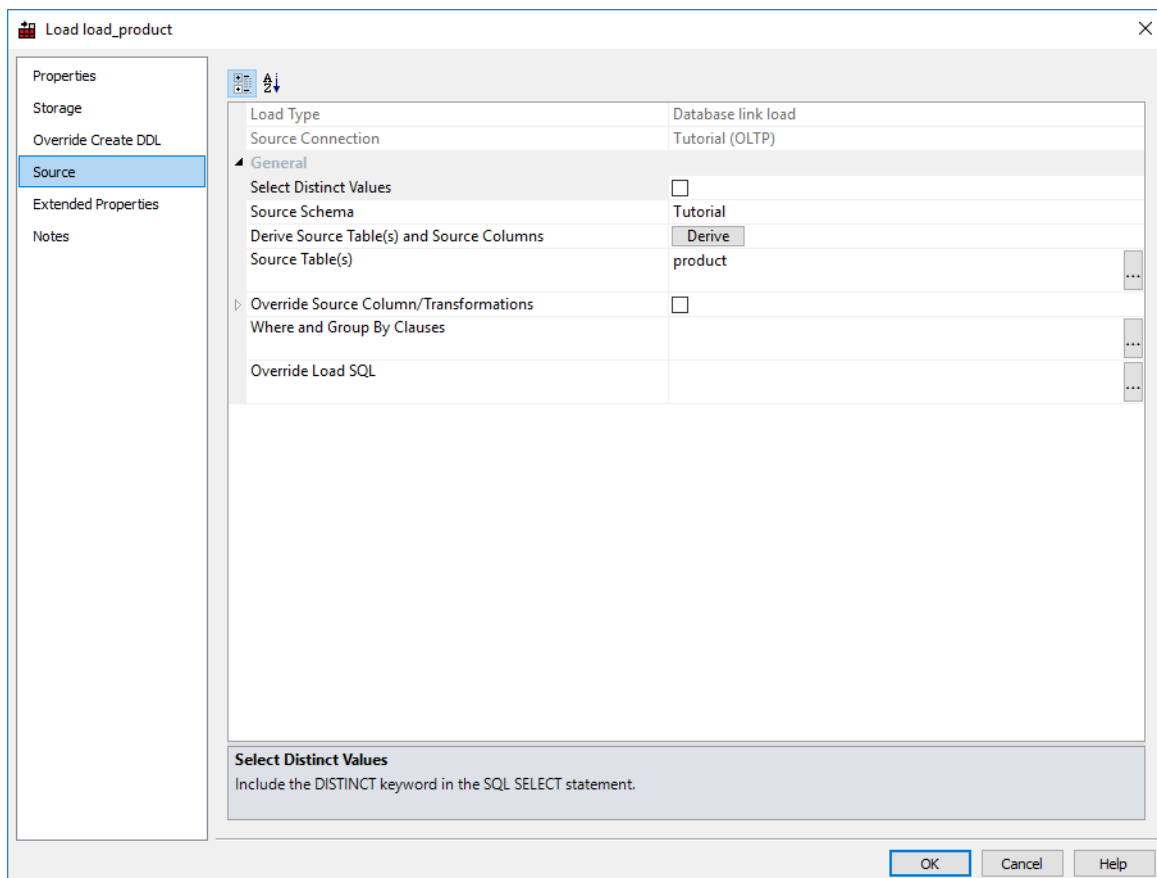 Load load_product
Properties
Storage
Override Create DDL
Source
Extended Properties
Notes
Load Type Database link load
Source Connection Tutorial (OLTP)
General
Select Distinct Values
Source Schema Tutorial
Derive Source Table(s) and Source Columns Derive
Source Table(s) product
...
Override Source Column/Transformations
Where and Group By Clauses
...
Override Load SQL
...
Select Distinct Values
Include the DISTINCT keyword in the SQL SELECT statement.
OK Cancel Help